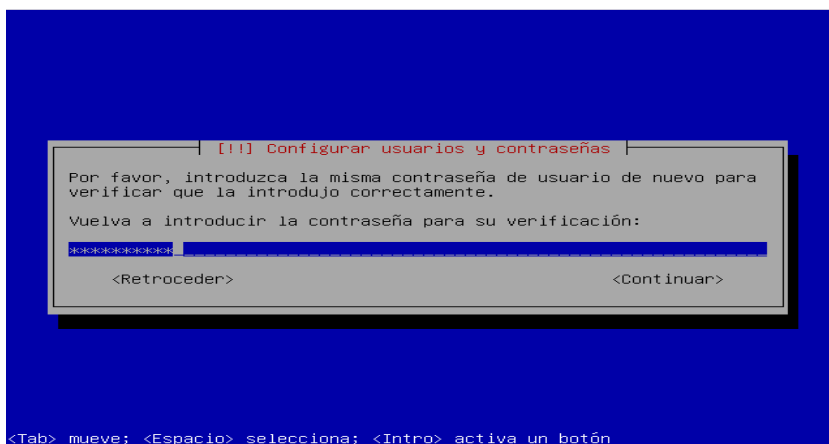 [!!] Configurar usuarios y contraseñas
Por favor, introduzca la misma contraseña de usuario de nuevo para
verificar que la introdujo correctamente.
Vuelva a introducir la contraseña para su verificación:
**********
<Retroceder> <Continuar>
<Tab> mueve; <Espacio> selecciona; <Intro> activa un botón